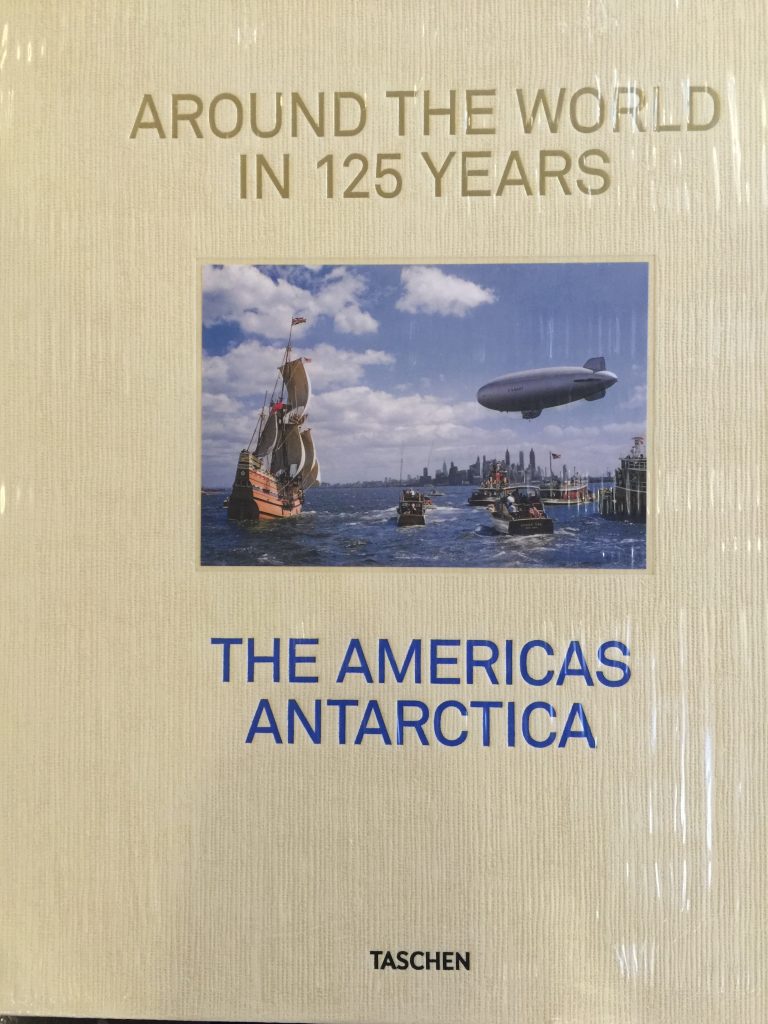 AROUND THE WORLD
IN 125 YEARS
THE AMERICAS
ANTARCTICA
TASCHEN